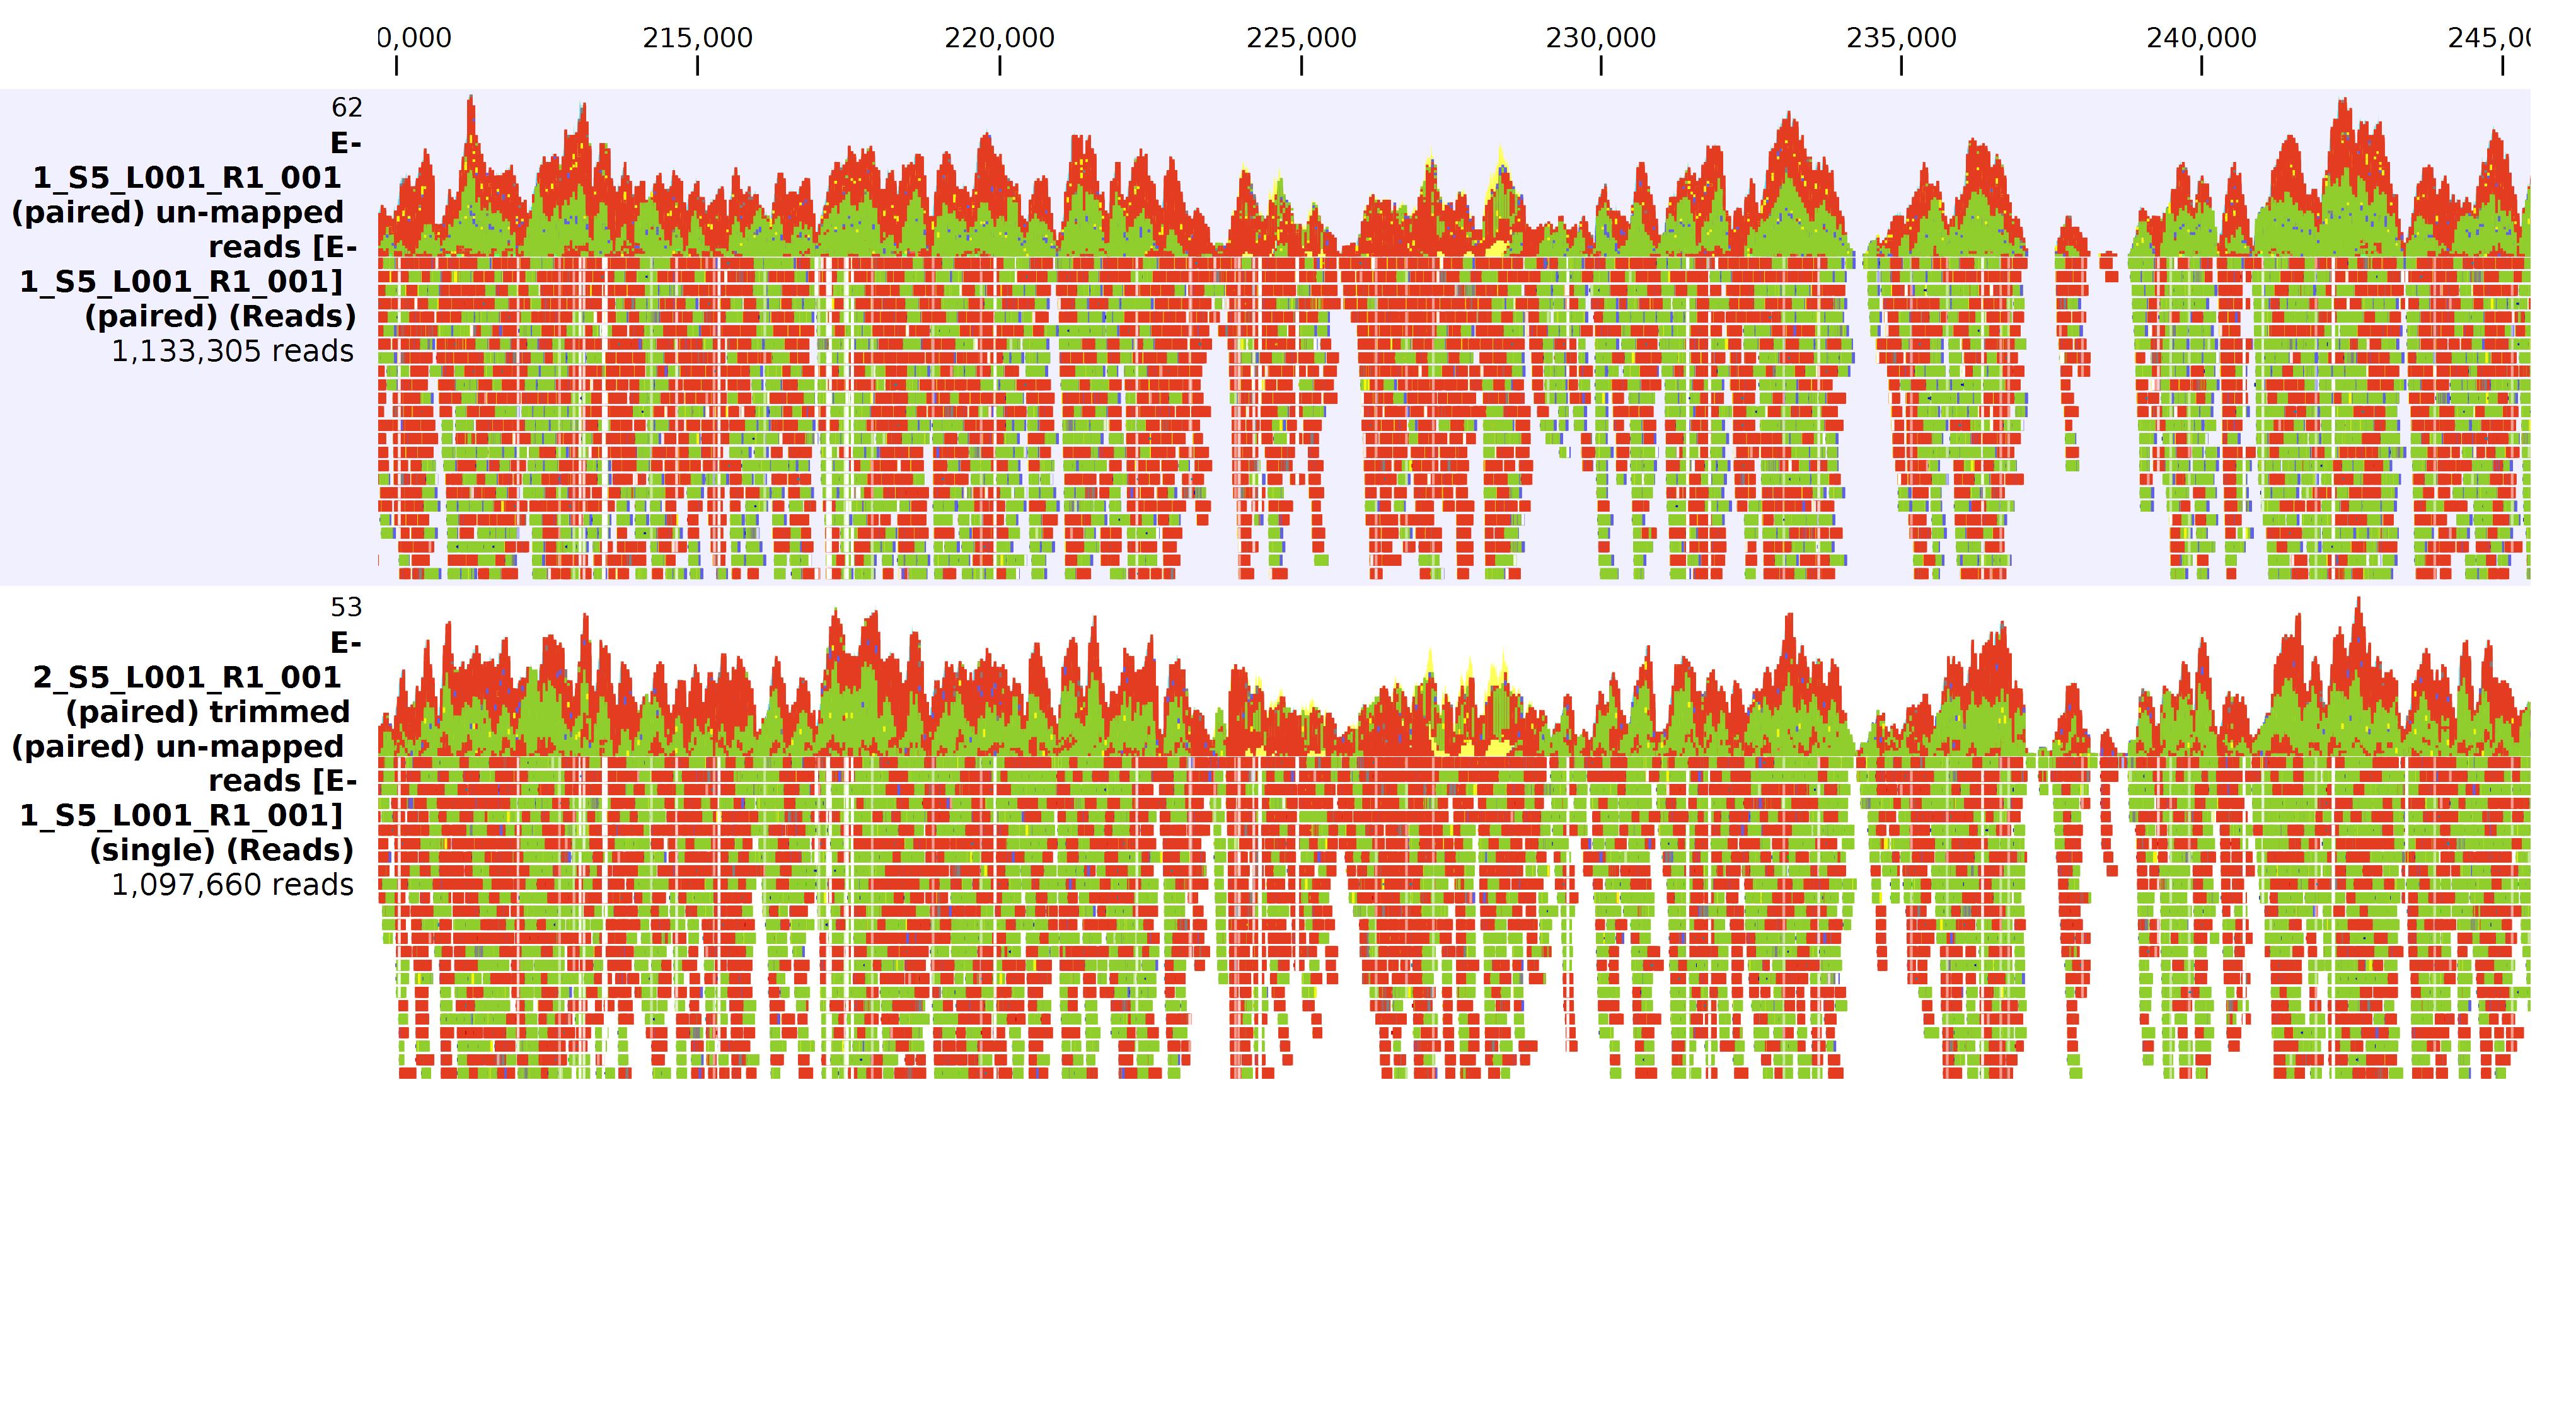 0,000 215,000 220,000 225,000 230,000 235,000 240,000 245,0
62
E-
1_S5_L001_R1_001
(paired) un-mapped
reads [E-
1_S5_L001_R1_001]
(paired) (Reads)
1,133,305 reads
53
E-
2_S5_L001_R1_001
(paired) trimmed
(paired) un-mapped
reads [E-
1_S5_L001_R1_001]
(single) (Reads)
1,097,660 reads